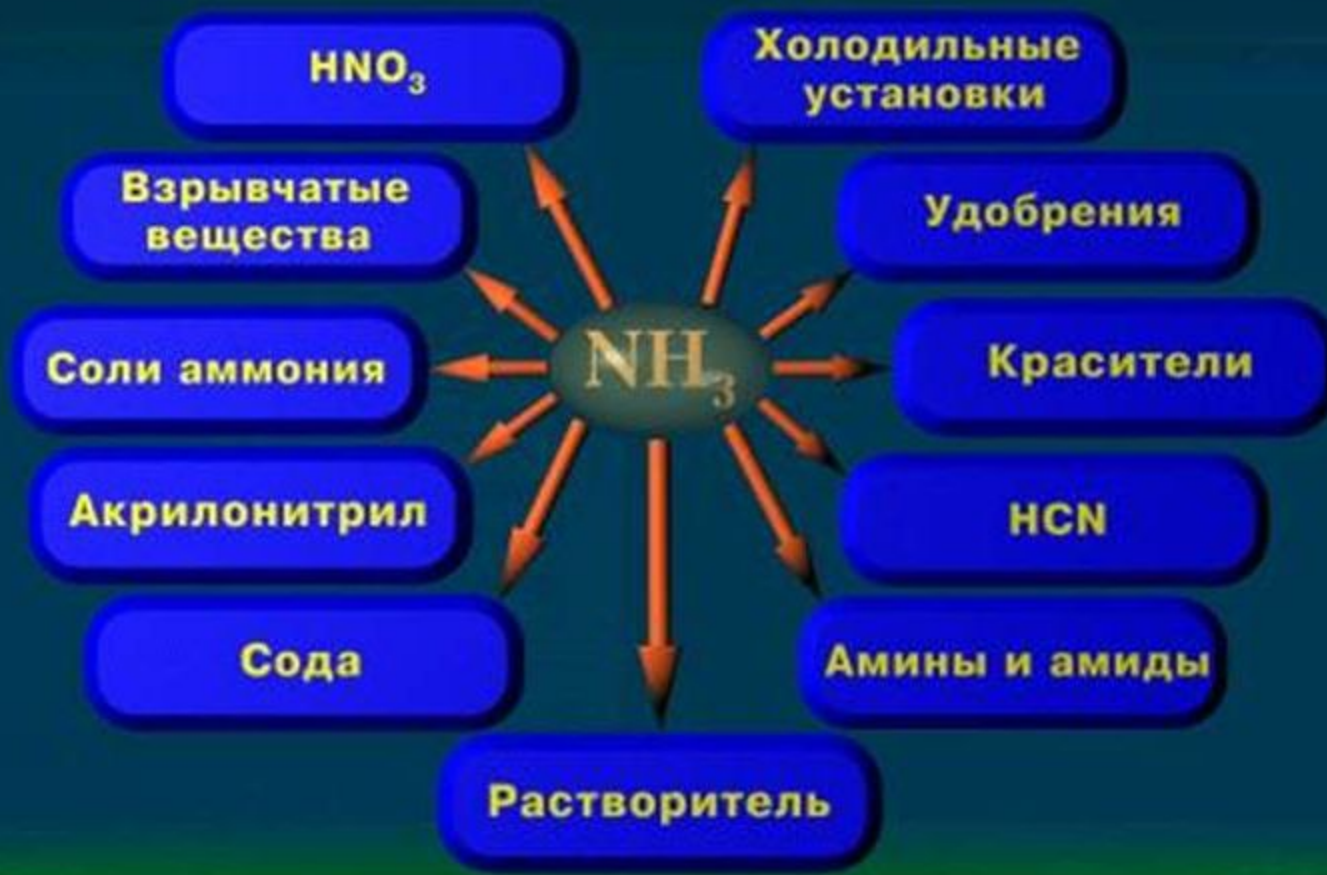 HNO₃
Холодильные
установки
Взрывчатые
вещества
Удобрения
Соли аммония
NH₃
Красители
Акрилонитрил
HCN
Сода
Амины и амиды
Растворитель